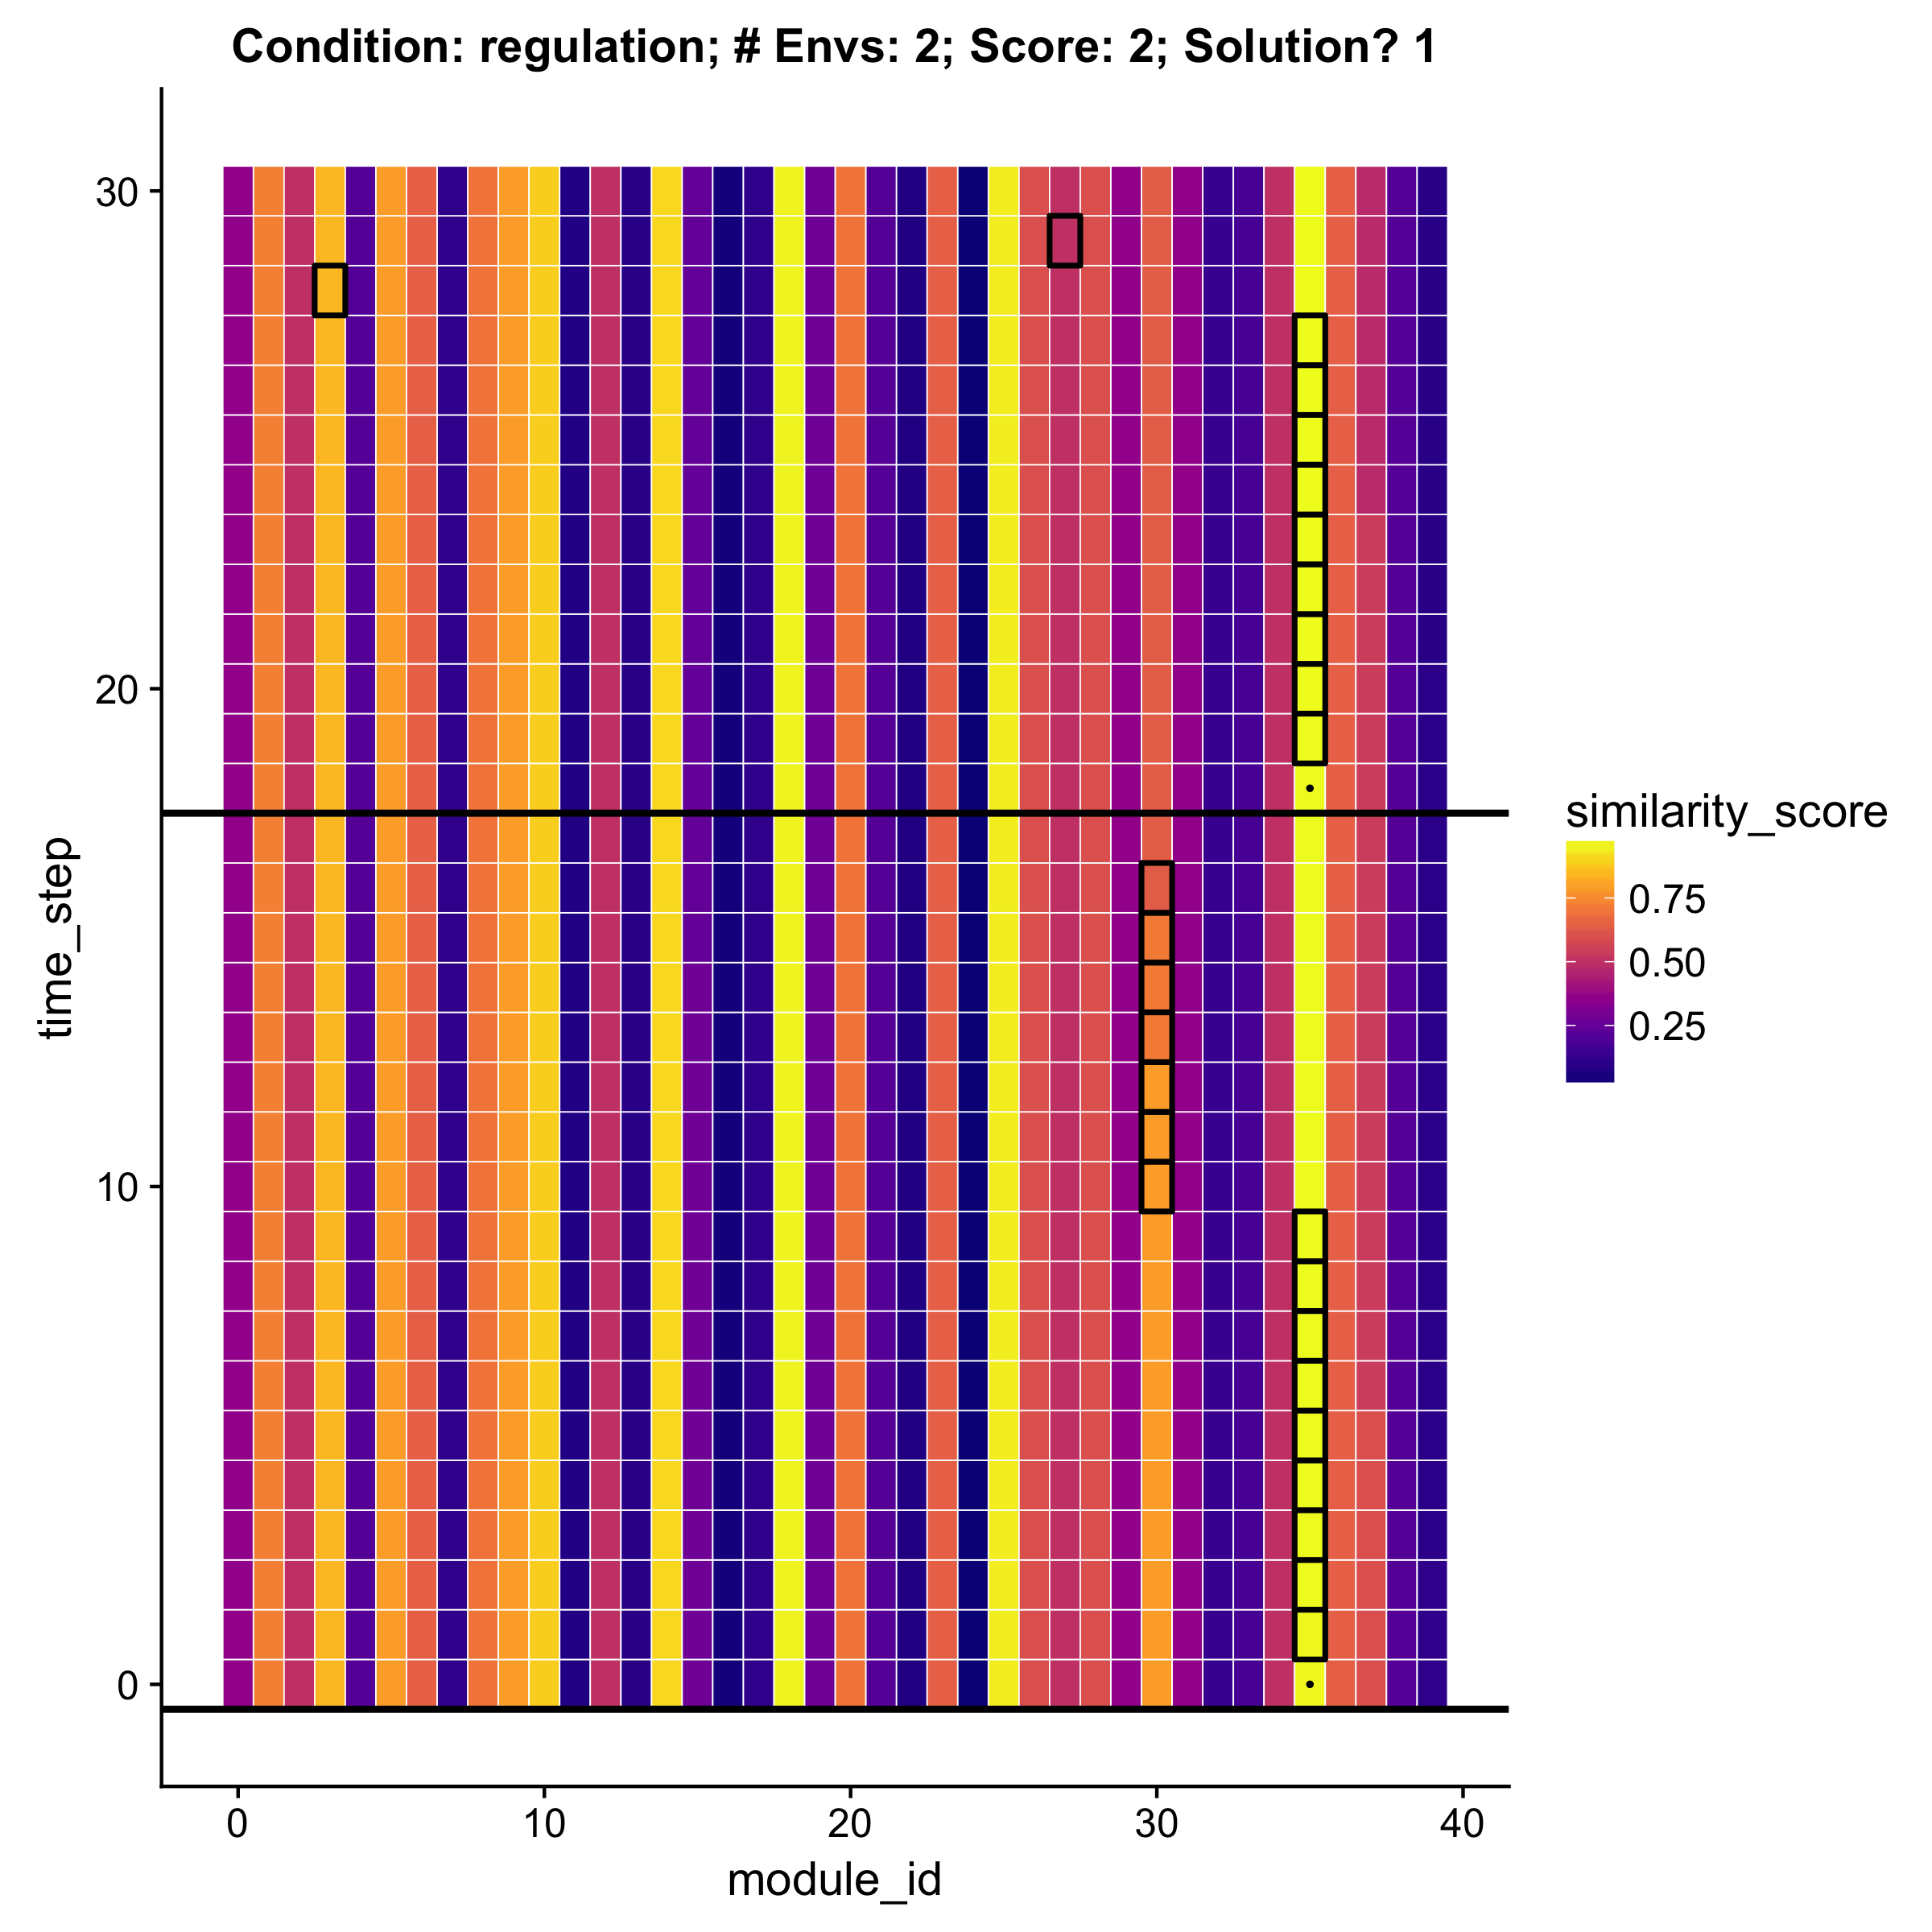 Condition: regulation; # Envs: 2; Score: 2; Solution? 1
30
20
10
0
time_step
0 10 20 30 40
module_id
similarity_score
0.75
0.50
0.25